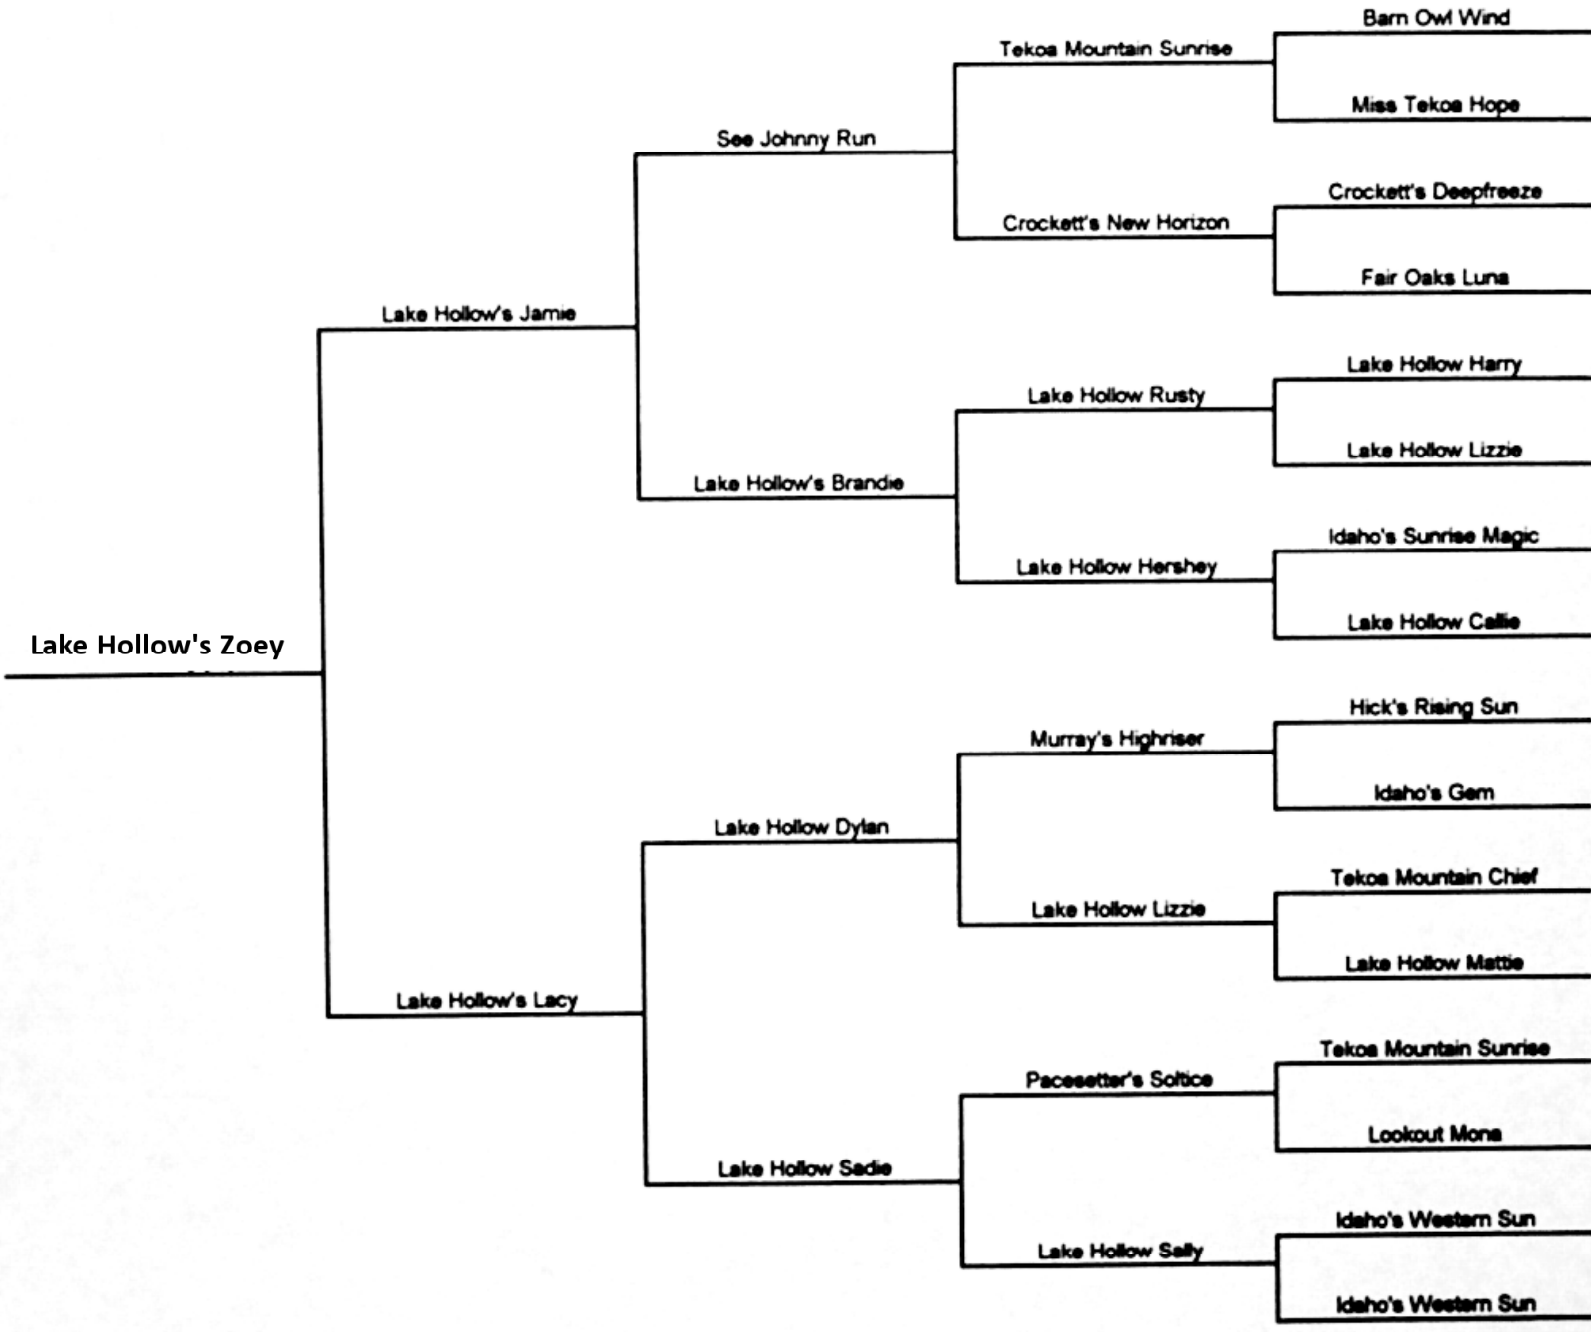 Barn Owl Wind
Tekoa Mountain Sunrise
Miss Tekoa Hope
See Johnny Run
Crockett's Deepfreeze
Crockett's New Horizon
Fair Oaks Luna
Lake Hollow's Jamie
Lake Hollow Harry
Lake Hollow Rusty
Lake Hollow Lizzie
Lake Hollow's Brandie
Idaho's Sunrise Magic
Lake Hollow Hershey
Lake Hollow Callie
Lake Hollow's Zoey
Hick's Rising Sun
Murray's Highriser
Idaho's Gem
Lake Hollow Dylan
Tekoa Mountain Chief
Lake Hollow Lizzie
Lake Hollow Mattie
Lake Hollow's Lacy
Tekoa Mountain Sunrise
Pacesetter's Soltice
Lookout Mona
Lake Hollow Sadie
Idaho's Western Sun
Lake Hollow Sally
Idaho's Western Sun